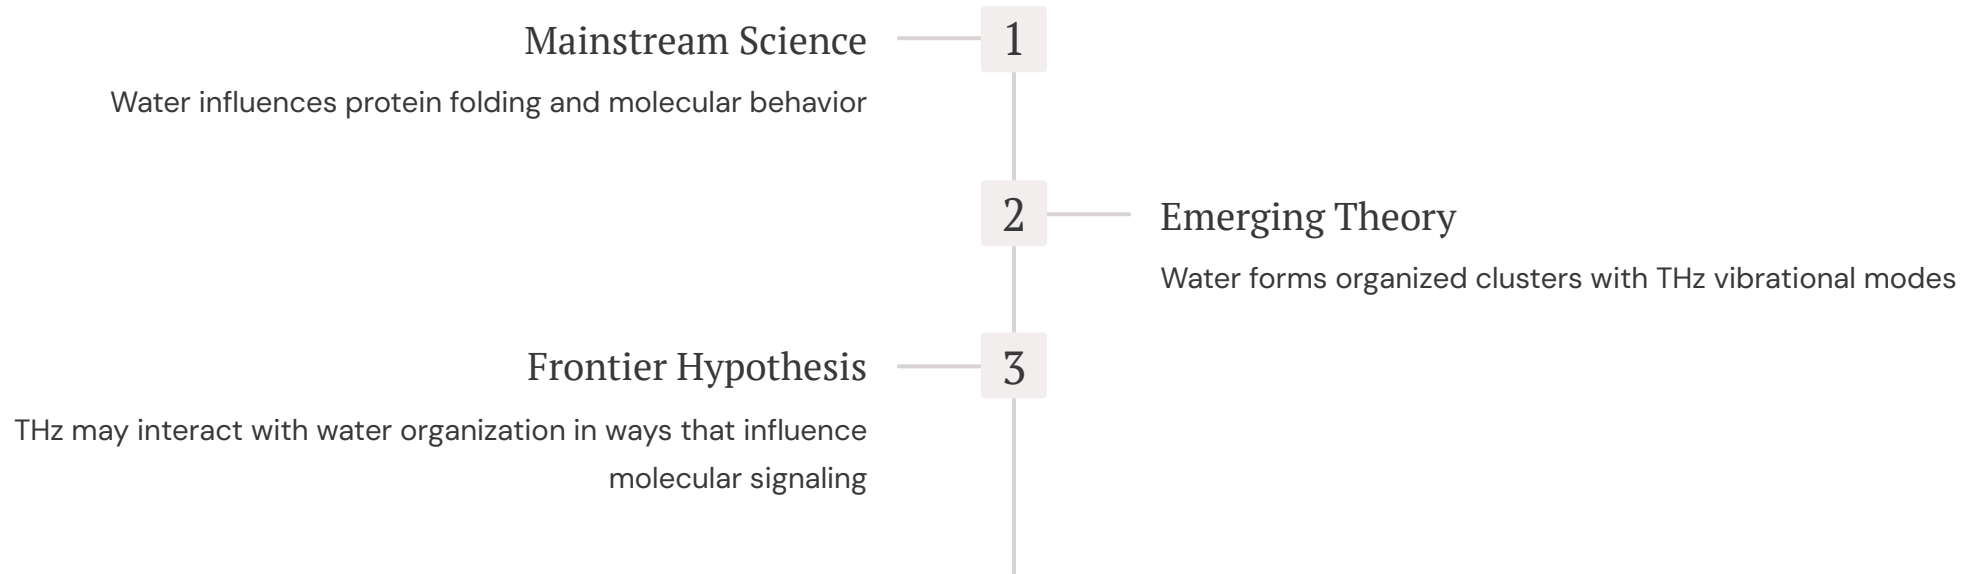 Mainstream Science
1
Water influences protein folding and molecular behavior
2
Emerging Theory
Water forms organized clusters with THz vibrational modes
Frontier Hypothesis
3
THz may interact with water organization in ways that influence
molecular signaling